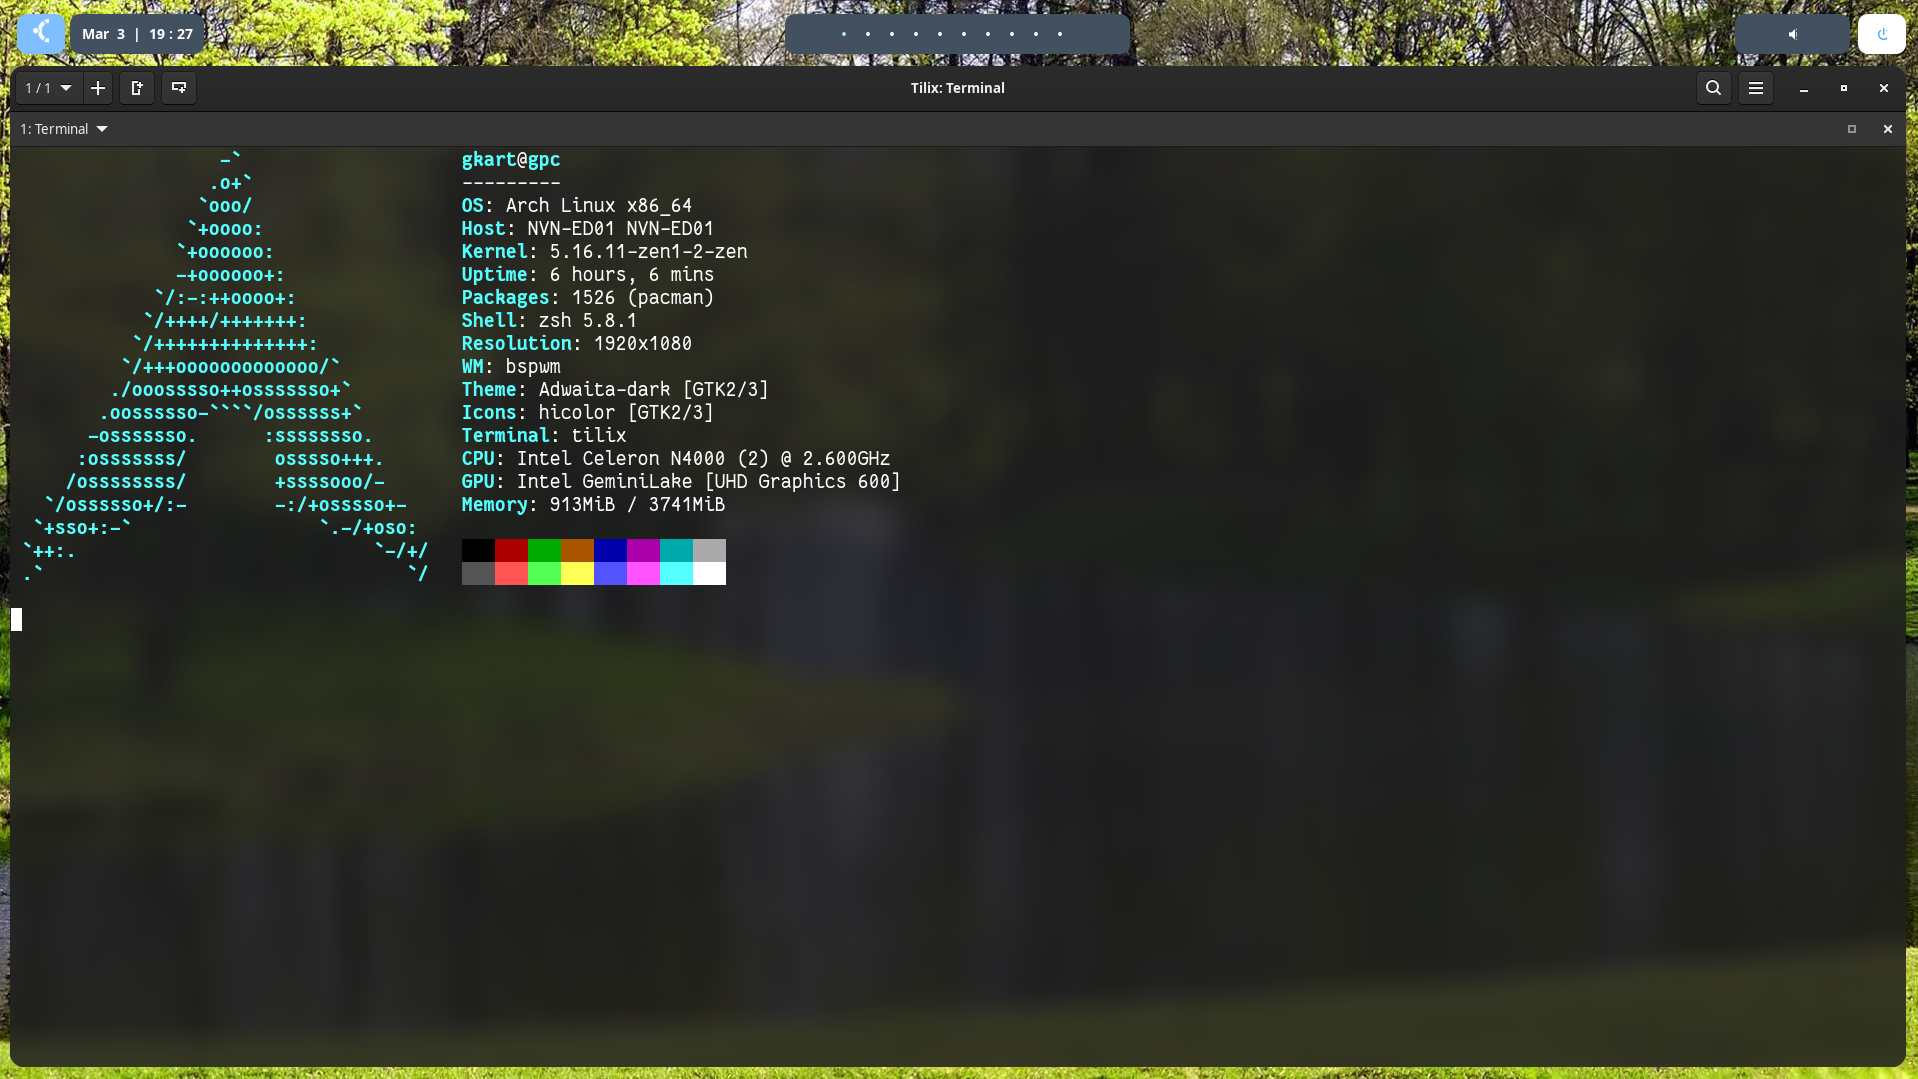 Mar 3 | 19 : 27
Tilix: Terminal
1 / 1
1: Terminal
                  -`
                 .o+`
                `ooo/
               `+oooo:
              `+oooooo:
              -+oooooo+:
            `/:-:++oooo+:
           `/++++/+++++++:
          `/++++++++++++++:
         `/+++ooooooooooooo/`
        ./ooosssso++osssssso+`
       .oossssso-````/ossssss+`
      -osssssso.      :ssssssso.
     :osssssss/        osssso+++.
    /ossssssss/        +ssssooo/-
  `/ossssso+/:-        -:/+osssso+-
 `+sso+:-`                 `.-/+oso:
`++:.                           `-/+/
.`                                 `/
gkart@gpc
---------
OS: Arch Linux x86_64
Host: NVN-ED01 NVN-ED01
Kernel: 5.16.11-zen1-2-zen
Uptime: 6 hours, 6 mins
Packages: 1526 (pacman)
Shell: zsh 5.8.1
Resolution: 1920x1080
WM: bspwm
Theme: Adwaita-dark [GTK2/3]
Icons: hicolor [GTK2/3]
Terminal: tilix
CPU: Intel Celeron N4000 (2) @ 2.600GHz
GPU: Intel GeminiLake [UHD Graphics 600]
Memory: 913MiB / 3741MiB